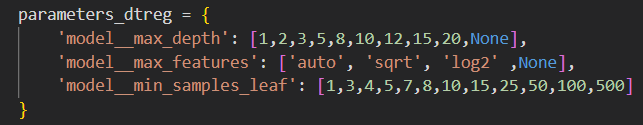 parameters_dtreg = {
    'model__max_depth': [1,2,3,5,8,10,12,15,20,None],
    'model__max_features': ['auto', 'sqrt', 'log2' ,None],
    'model__min_samples_leaf': [1,3,4,5,7,8,10,15,25,50,100,500]
}